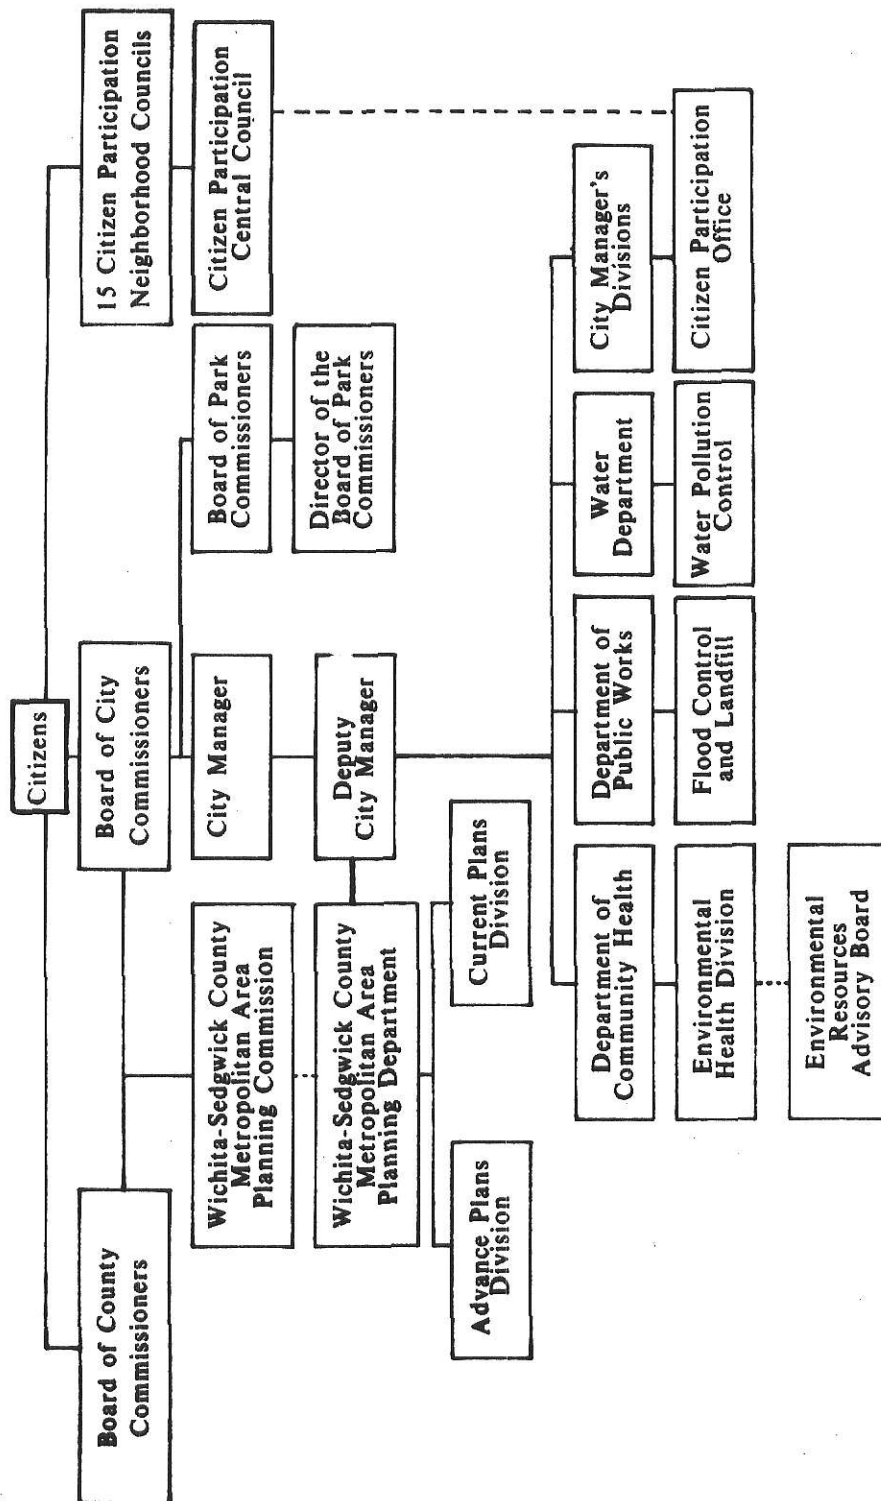 Citizens
Board of County
Commissioners
Board of City
Commissioners
15 Citizen Participation
Neighborhood Councils
Wichita-Sedgwick County
Metropolitan Area
Planning Commission
City Manager
Board of Park
Commissioners
Citizen Participation
Central Council
Wichita-Sedgwick County
Metropolitan Area
Planning Department
Deputy
City Manager
Director of the
Board of Park
Commissioners
Advance Plans
Division
Current Plans
Division
Department of
Community Health
Department of
Public Works
Water
Department
City Manager's
Divisions
Environmental
Health Division
Flood Control
and Landfill
Water Pollution
Control
Citizen Participation
Office
Environmental
Resources
Advisory Board